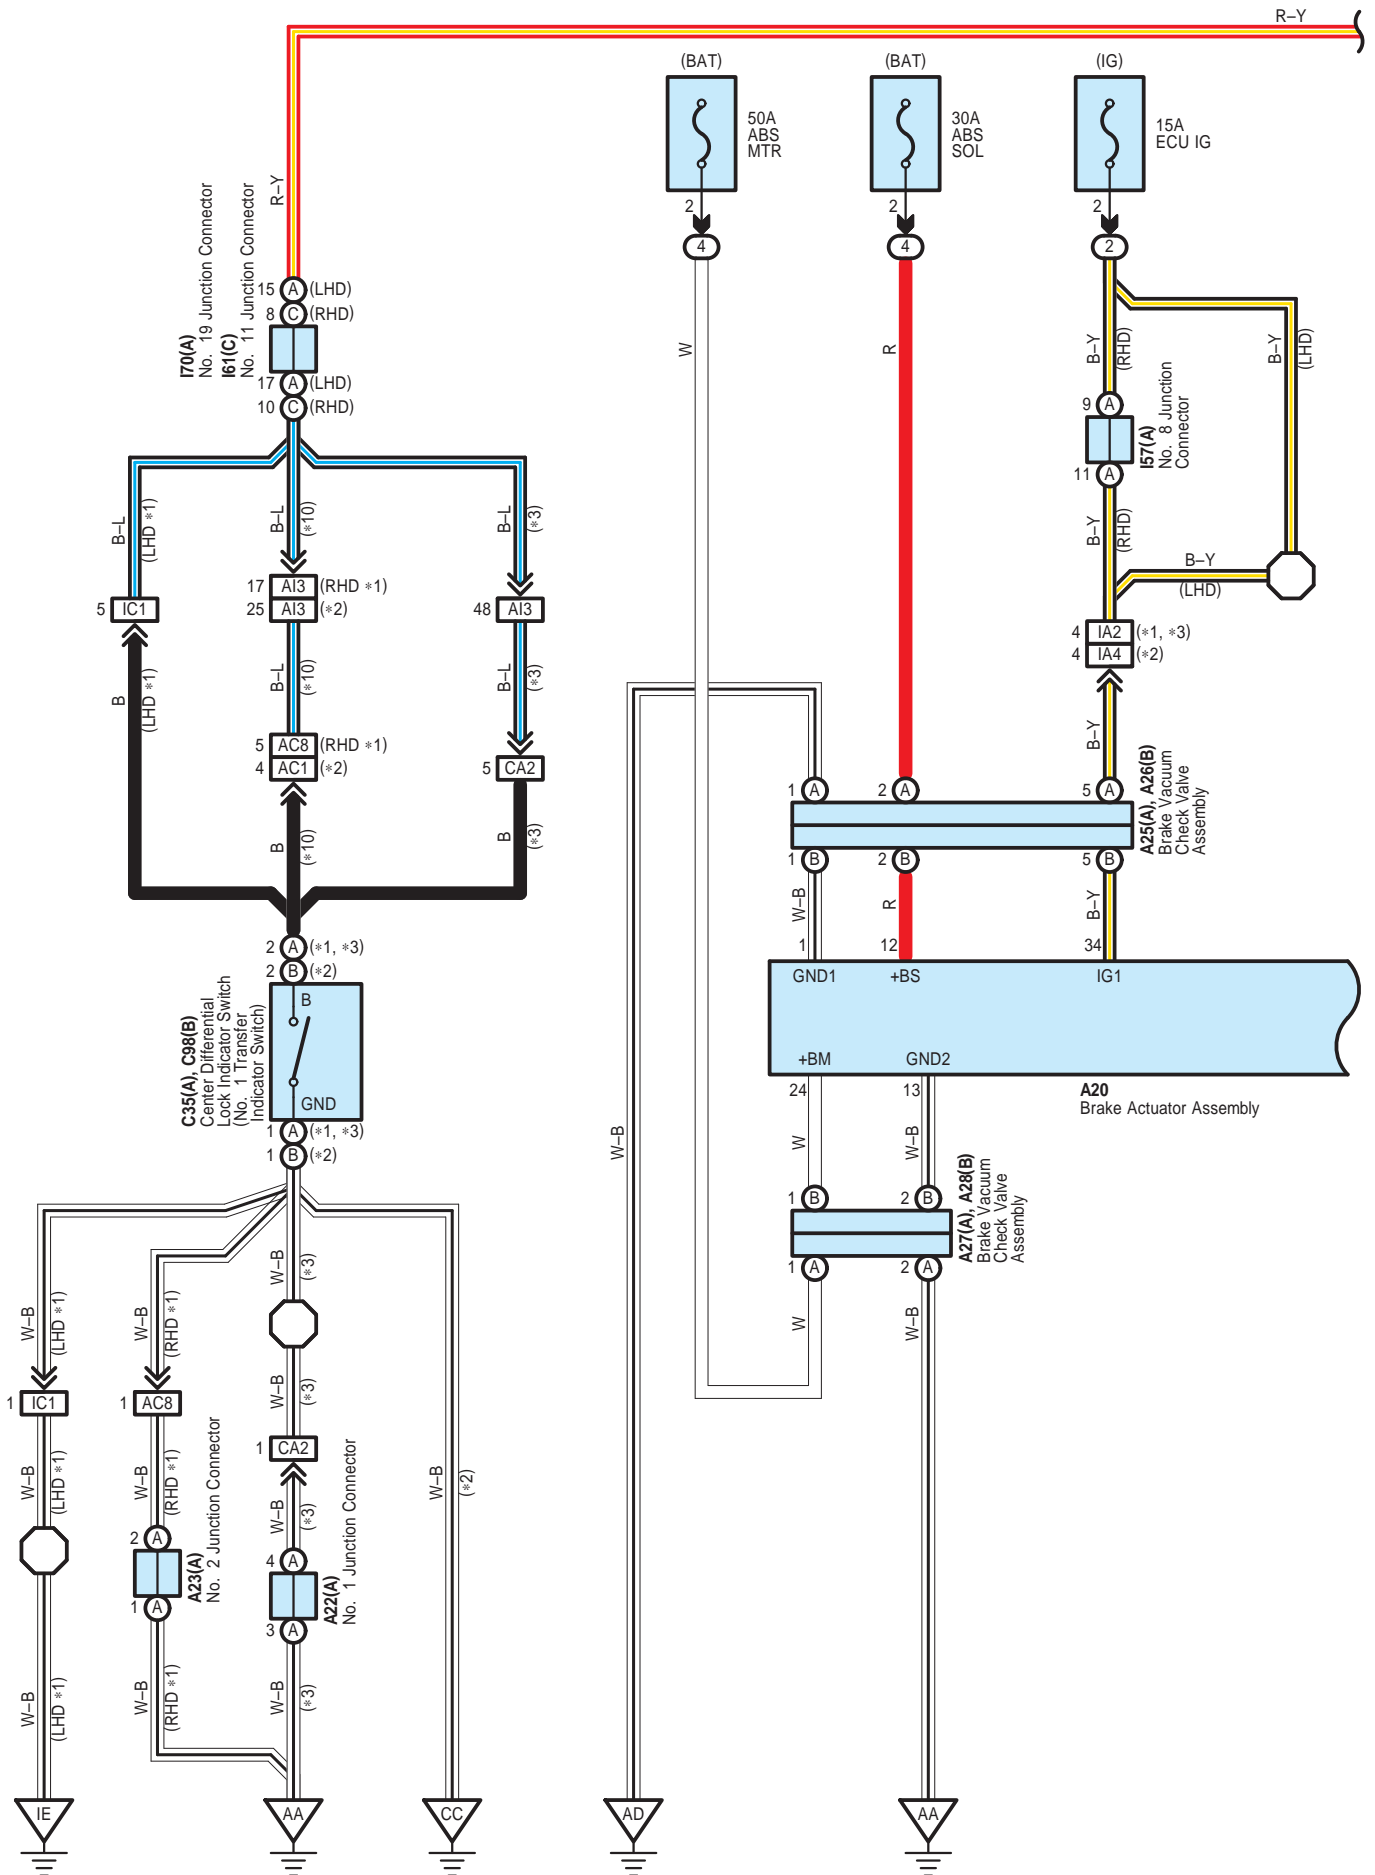 R–Y
(BAT)
(BAT)
(IG)
50A
ABS
MTR
30A
ABS
SOL
15A
ECU IG
2
2
2
4
4
2
R–Y
I70(A)
No. 19 Junction Connector
I61(C)
No. 11 Junction Connector
15 A (LHD)
8 C (RHD)
17 A (LHD)
10 C (RHD)
W
R
B–Y
(RHD)
B–Y
(LHD)
9 A
I57(A)
No. 8 Junction
Connector
11 A
B–Y
(RHD)
B–Y
(LHD)
B–L
(LHD *1)
B–L
(*10)
B–L
(*3)
17 AI3 (RHD *1)
25 AI3 (*2)
5 IC1
48 AI3
4 IA2 (*1, *3)
4 IA4 (*2)
B
(LHD *1)
B–L
(*10)
B–L
(*3)
B–Y
5 AC8 (RHD *1)
4 AC1 (*2)
5 CA2
B
(*10)
B
(*3)
1 A
2 A
5 A
A25(A), A26(B)
Brake Vacuum
Check Valve
Assembly
1 B
2 B
5 B
W–B
R
B–Y
1
12
34
2 A (*1, *3)
2 B (*2)
C35(A), C98(B)
Center Differential
Lock Indicator Switch
(No. 1 Transfer
Indicator Switch)
B
GND
1 A (*1, *3)
1 B (*2)
GND1
+BS
IG1
+BM
GND2
A20
Brake Actuator Assembly
24
13
W–B
W
W–B
1 B
2 B
A27(A), A28(B)
Brake Vacuum
Check Valve
Assembly
1 A
2 A
W
W–B
W–B
(LHD *1)
W–B
(RHD *1)
W–B
(*3)
W–B
(*3)
1 IC1
1 AC8
1 CA2
W–B
(LHD *1)
W–B
(RHD *1)
W–B
(*3)
W–B
(*2)
2 A
A23(A)
No. 2 Junction Connector
1 A
4 A
A22(A)
No. 1 Junction Connector
3 A
W–B
(LHD *1)
W–B
(RHD *1)
W–B
(*3)
IE
AA
CC
AD
AA